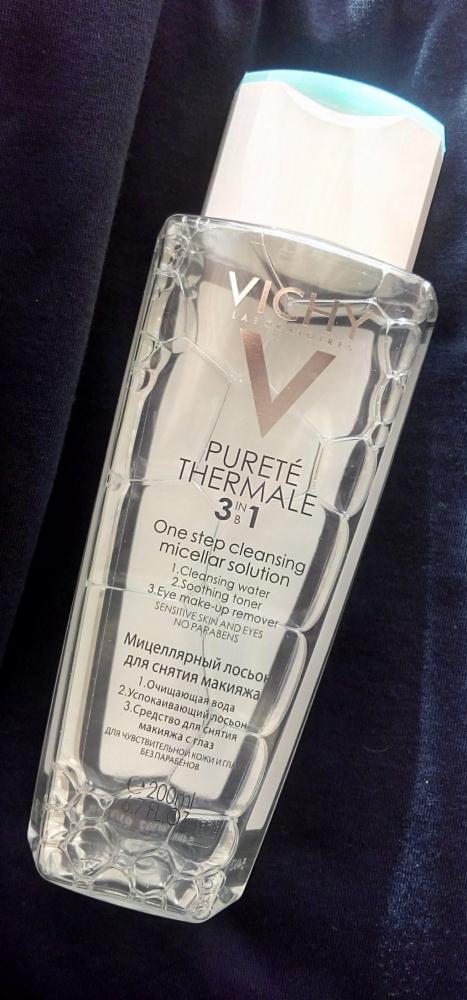 VICHY
LABORATOIRES
V
PURETÉ
THERMALE
3 IN 1
В
One step cleansing
micellar solution
1.Cleansing water
2.Soothing toner
3.Eye make-up remover
SENSITIVE SKIN AND EYES
NO PARABENS
Мицеллярный лосьон
для снятия макияжа
1.Очищающая вода
2.Успокаивающий лосьон
3.Средство для снятия
макияжа с глаз
ДЛЯ ЧУВСТВИТЕЛЬНОЙ КОЖИ И ГЛА
БЕЗ ПАРАБЕНОВ
200ml
6.7 FL.OZ